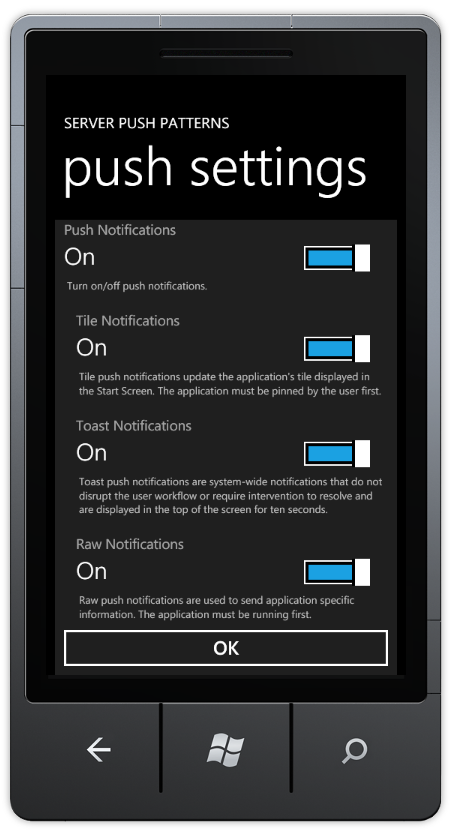 SERVER PUSH PATTERNS
push settings
Push Notifications
On
Turn on/off push notifications.
Tile Notifications
On
Tile push notifications update the application's tile displayed in
the Start Screen. The application must be pinned by the user first.
Toast Notifications
On
Toast push notifications are system-wide notifications that do not
disrupt the user workflow or require intervention to resolve and
are displayed in the top of the screen for ten seconds.
Raw Notifications
On
Raw push notifications are used to send application specific
information. The application must be running first.
OK